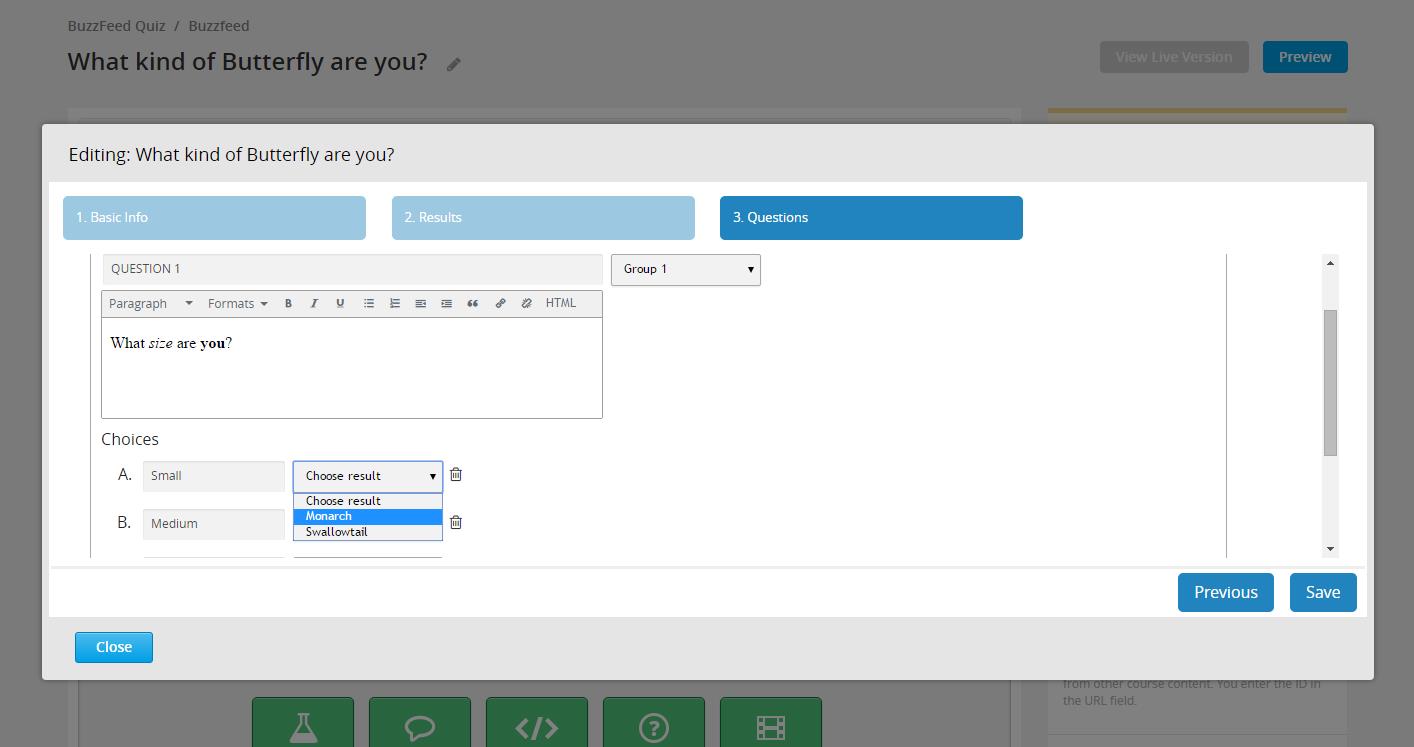 BuzzFeed Quiz / Buzzfeed
What kind of Butterfly are you?
View Live Version
Preview
Editing: What kind of Butterfly are you?
1. Basic Info
2. Results
3. Questions
QUESTION 1
Group 1
Paragraph
Formats
B I U
HTML
What size are you?
Choices
A. Small
Choose result
Choose result
Monarch
B. Medium
Swallowtail
Previous
Save
Close
from other course content. You enter the ID in
the URL field.